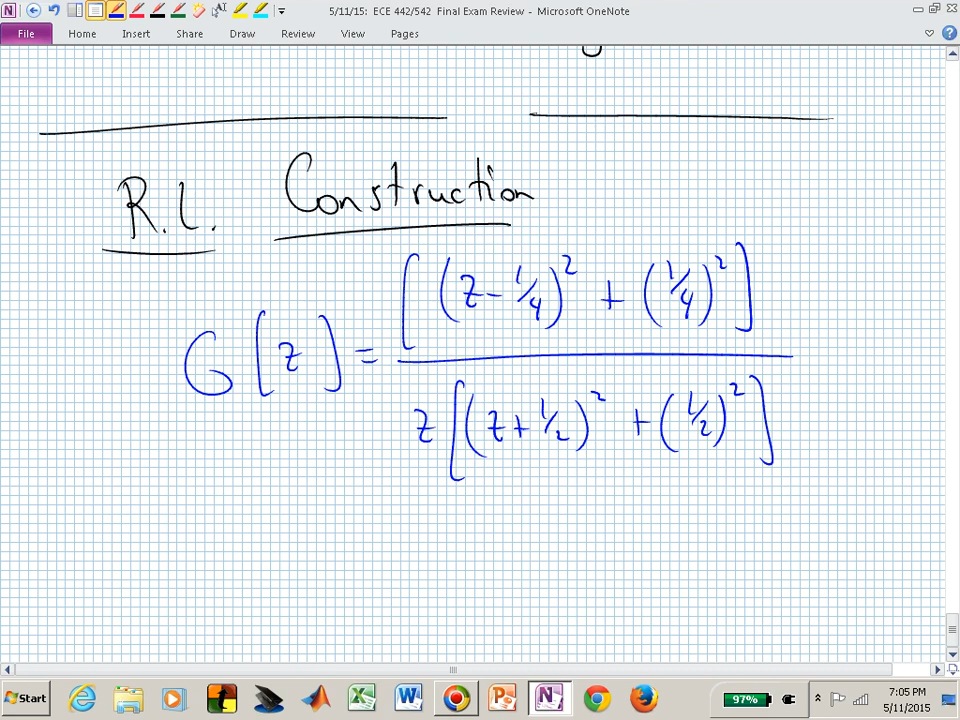 5/11/15: ECE 442/542 Final Exam Review - Microsoft OneNote
File Home Insert Share Draw Review View Pages
R.L. Construction
G[z] = [(z-1/4)² + (1/4)²] / z[(z+1/2)² + (1/2)²]
Start 97% 7:05 PM
5/11/2015